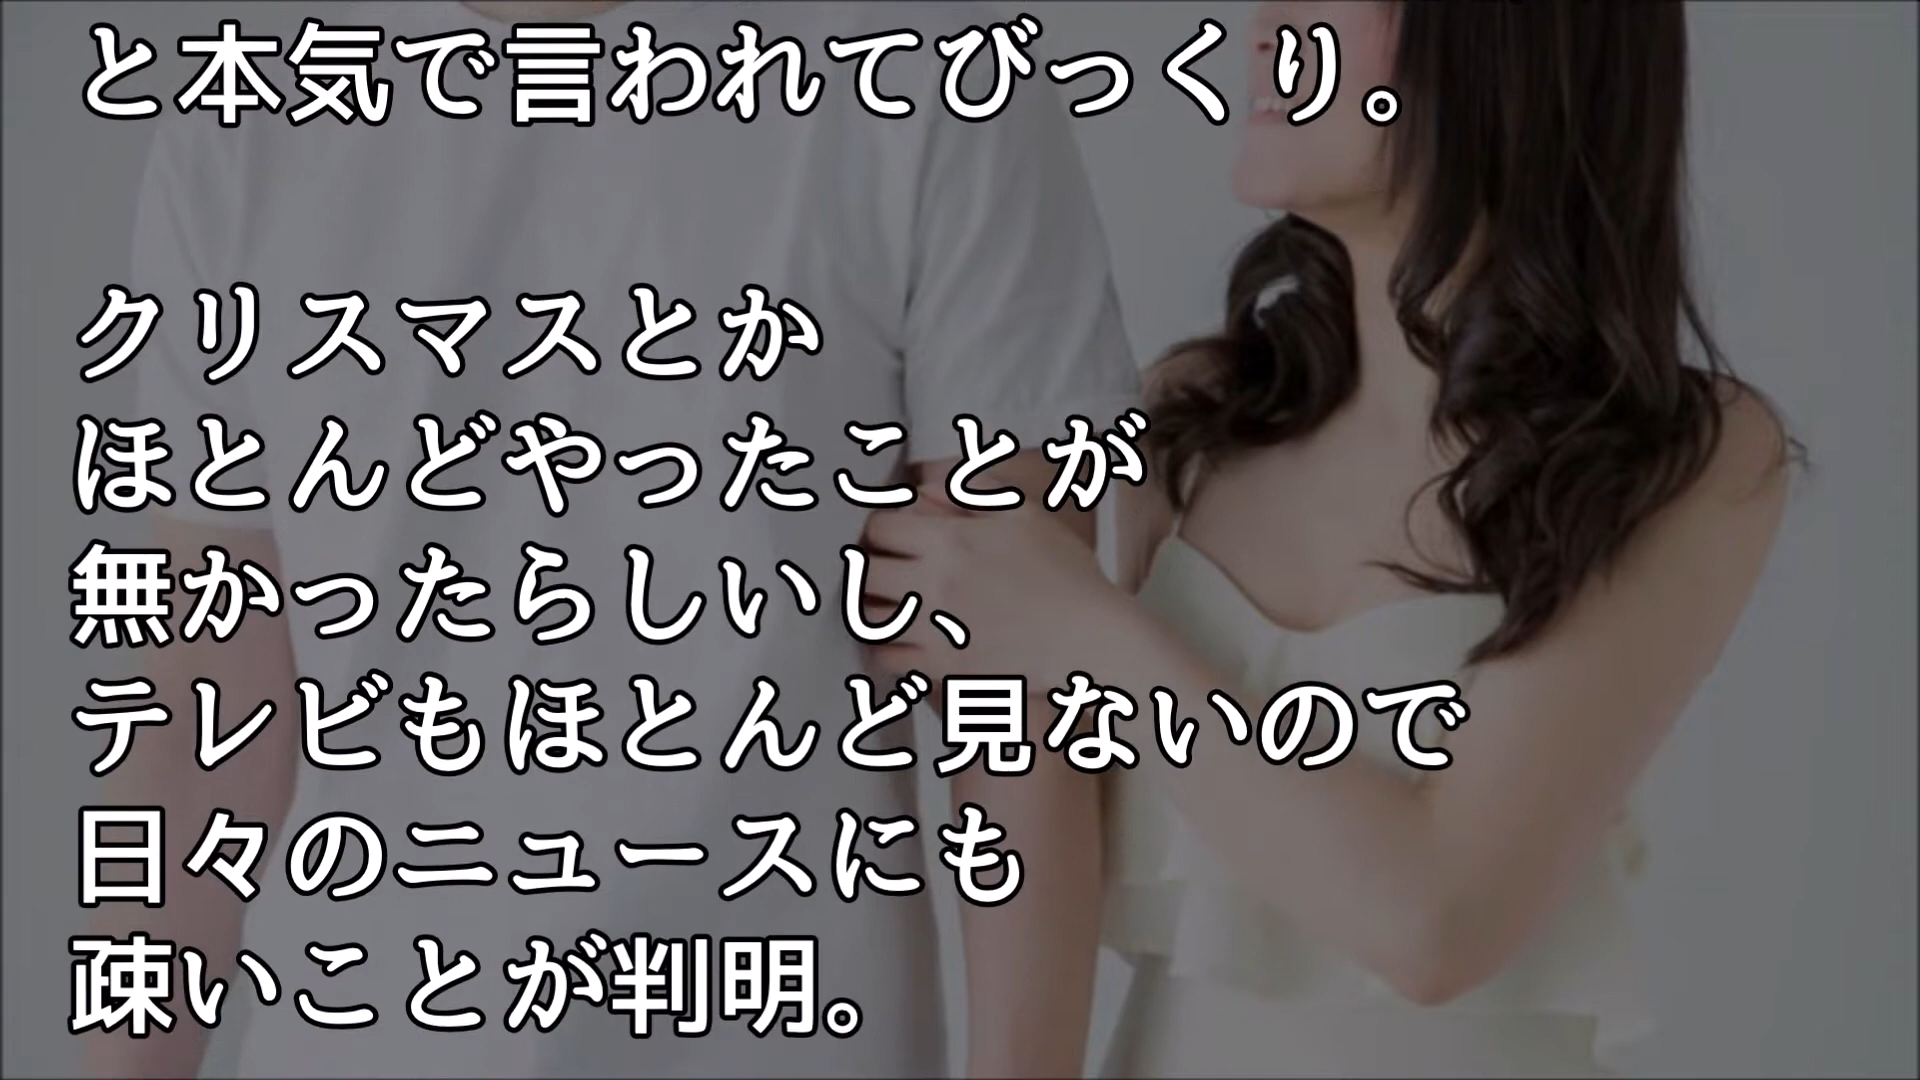 と本気で言われてびっくり。
クリスマスとか
ほとんどやったことが
無かったらしいし、
テレビもほとんど見ないので
日々のニュースにも
疎いことが判明。